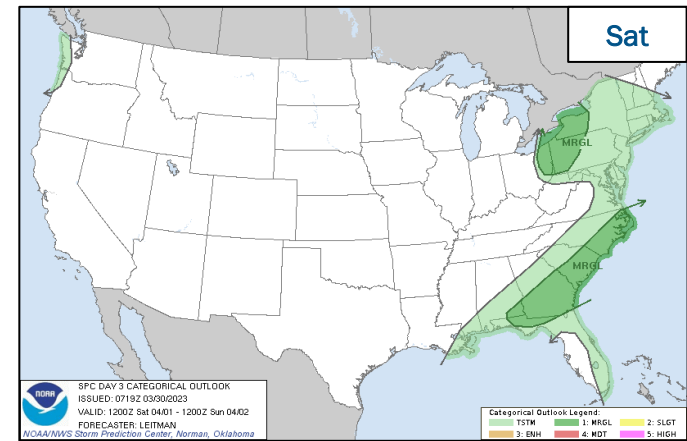 Sat
MRGL
MRGL
NOAA
SPC DAY 3 CATEGORICAL OUTLOOK
ISSUED: 0719Z 03/30/2023
VALID: 1200Z Sat 04/01 - 1200Z Sun 04/02
FORECASTER: LEITMAN
NOAA/NWS Storm Prediction Center, Norman, Oklahoma
Categorical Outlook Legend:
TSTM 1: MRGL 2: SLGT
3: ENH 4: MDT 5: HIGH